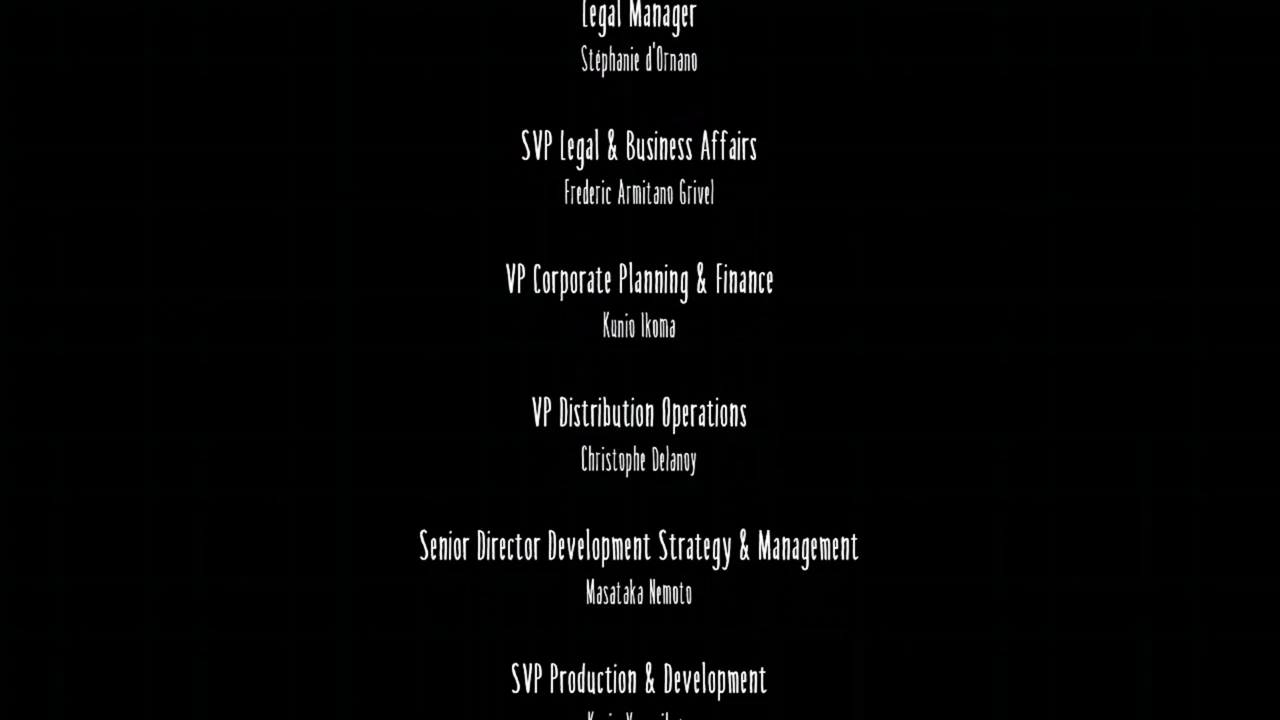 Legal Manager
Stéphanie d'Ornano
SVP Legal & Business Affairs
Frederic Armitano Grivel
VP Corporate Planning & Finance
Kunio Ikoma
VP Distribution Operations
Christophe Delanoy
Senior Director Development Strategy & Management
Masataka Nemoto
SVP Production & Development